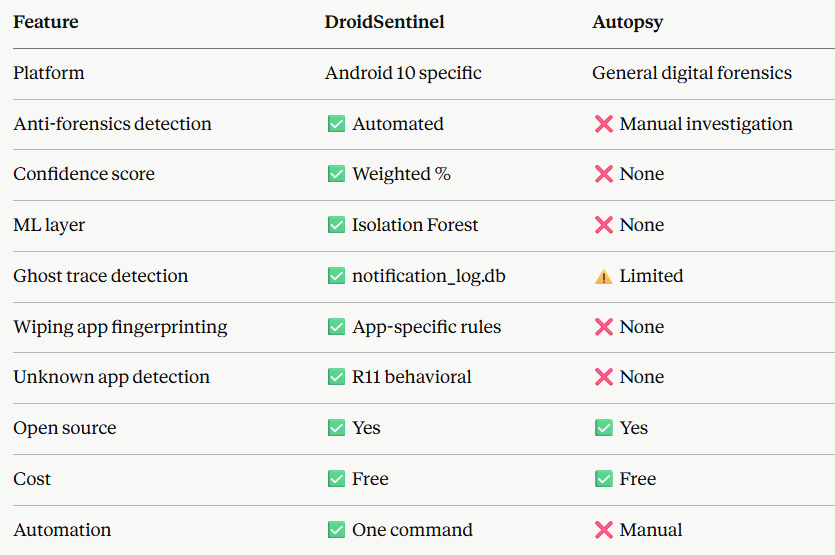 Feature DroidSentinel Autopsy
Platform Android 10 specific General digital forensics
Anti-forensics detection ✅ Automated ❌ Manual investigation
Confidence score ✅ Weighted % ❌ None
ML layer ✅ Isolation Forest ❌ None
Ghost trace detection ✅ notification_log.db ⚠️ Limited
Wiping app fingerprinting ✅ App-specific rules ❌ None
Unknown app detection ✅ R11 behavioral ❌ None
Open source ✅ Yes ✅ Yes
Cost ✅ Free ✅ Free
Automation ✅ One command ❌ Manual